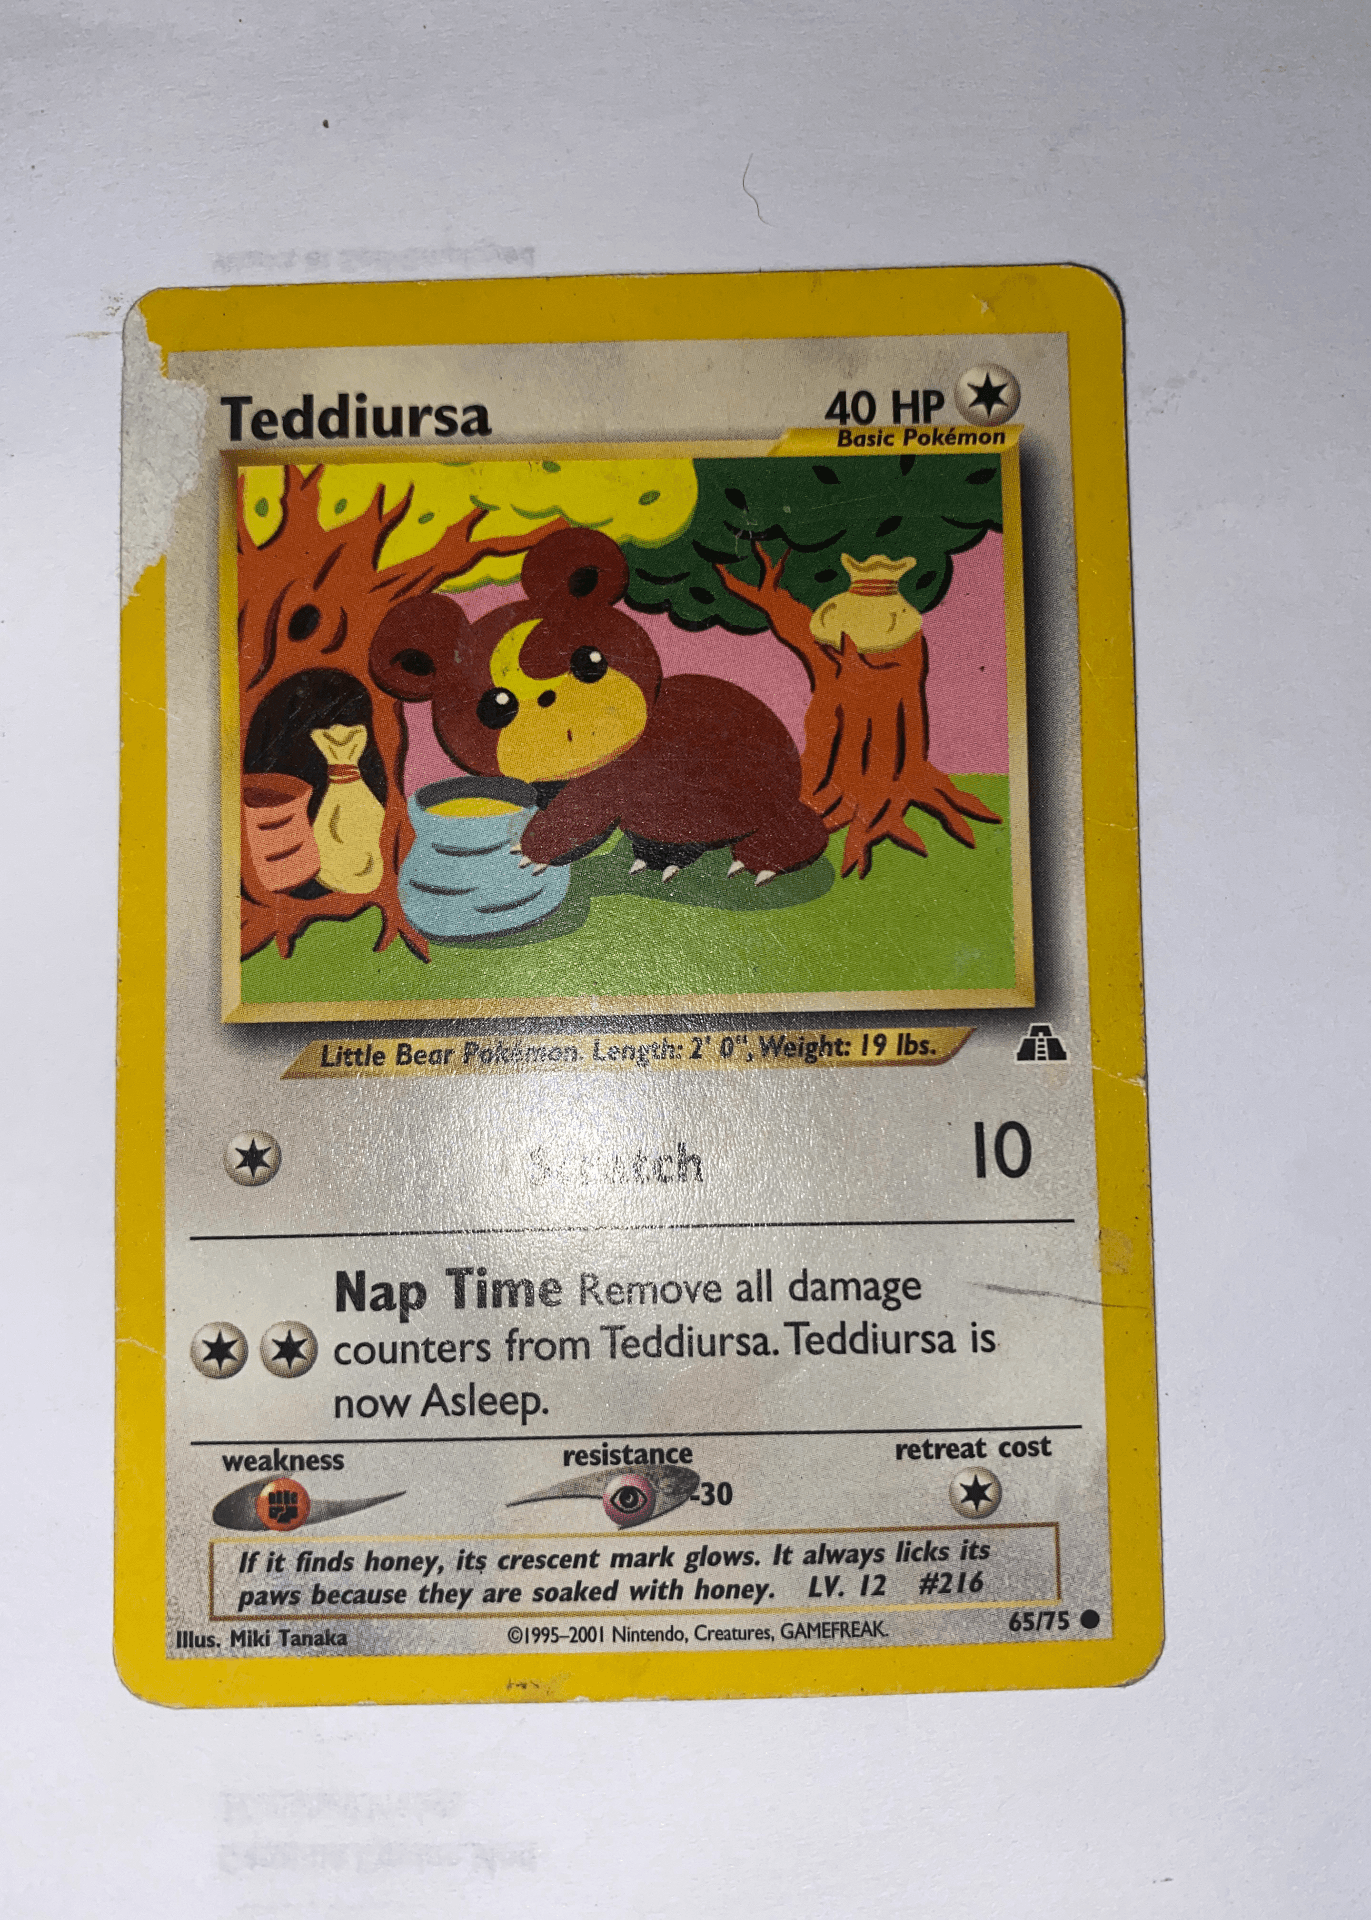 Teddiursa
40 HP
Basic Pokémon
Little Bear Pokémon. Length: 2' 0", Weight: 19 lbs.
Scratch 10
Nap Time Remove all damage
counters from Teddiursa. Teddiursa is
now Asleep.
weakness resistance retreat cost
-30
If it finds honey, its crescent mark glows. It always licks its
paws because they are soaked with honey. LV. 12 #216
Illus. Miki Tanaka ©1995–2001 Nintendo, Creatures, GAMEFREAK. 65/75